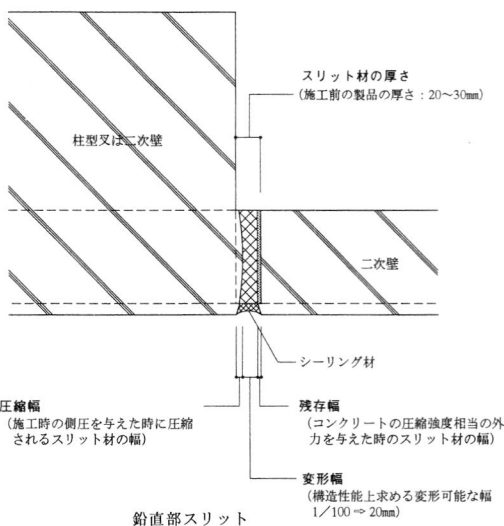 スリット材の厚さ
(施工前の製品の厚さ：20〜30mm)
柱型叉は二次壁
二次壁
シーリング材
圧縮幅
(施工時の側圧を与えた時に圧縮
されるスリット材の幅)
残存幅
(コンクリートの圧縮強度相当の外
力を与えた時のスリット材の幅)
変形幅
(構造性能上求める変形可能な幅
1／100 ⇨ 20mm)
鉛直部スリット